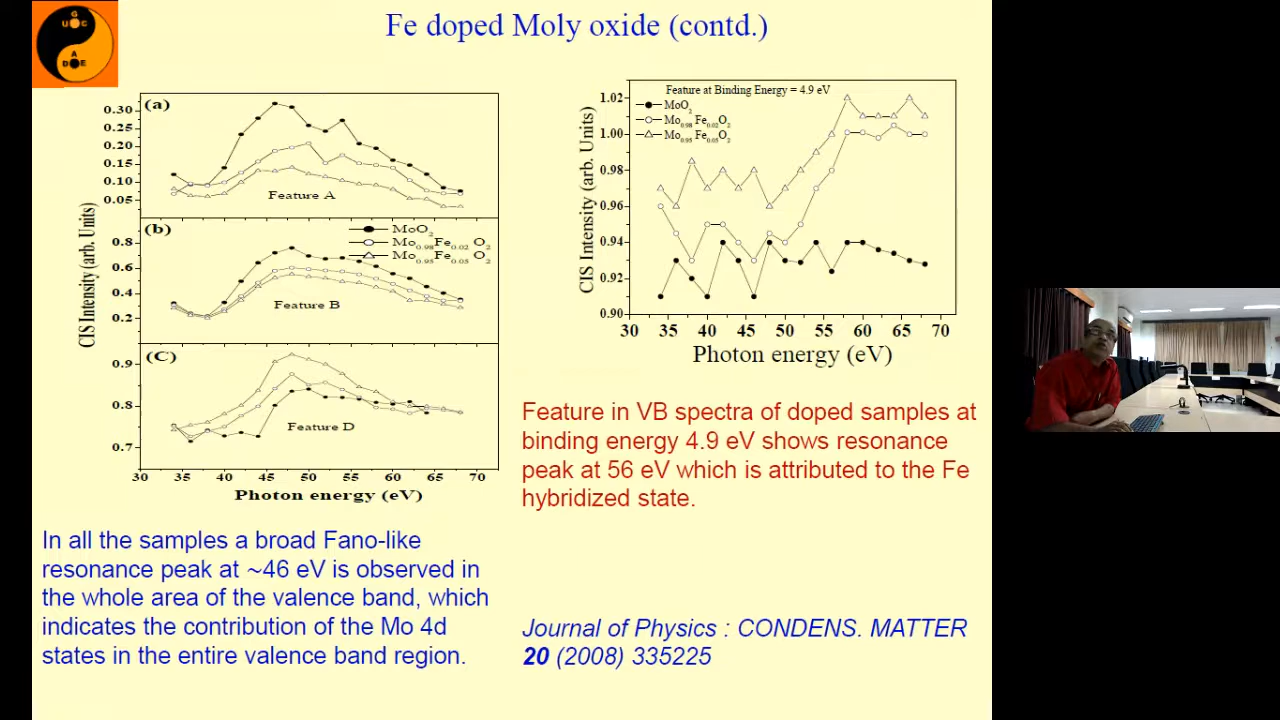 Fe doped Moly oxide (contd.)
G
U G C
A
D E
(a)
0.30
0.25
0.20
0.15
0.10
0.05
Feature A
(b)
MoO2
Mo0.98Fe0.02 O2
Mo0.95Fe0.05 O2
0.8
0.6
0.4
0.2
Feature B
CIS Intensity (arb. Units)
(C)
0.9
0.8
0.7
Feature D
30 35 40 45 50 55 60 65 70
Photon energy (eV)
Feature at Binding Energy = 4.9 eV
MoO2
Mo0.98 Fe0.02O2
Mo0.95 Fe0.05O2
1.02
1.00
0.98
0.96
0.94
0.92
0.90
CIS Intensity (arb. Units)
30 35 40 45 50 55 60 65 70
Photon energy (eV)
In all the samples a broad Fano-like
resonance peak at ~46 eV is observed in
the whole area of the valence band, which
indicates the contribution of the Mo 4d
states in the entire valence band region.
Feature in VB spectra of doped samples at
binding energy 4.9 eV shows resonance
peak at 56 eV which is attributed to the Fe
hybridized state.
Journal of Physics : CONDENS. MATTER
20 (2008) 335225